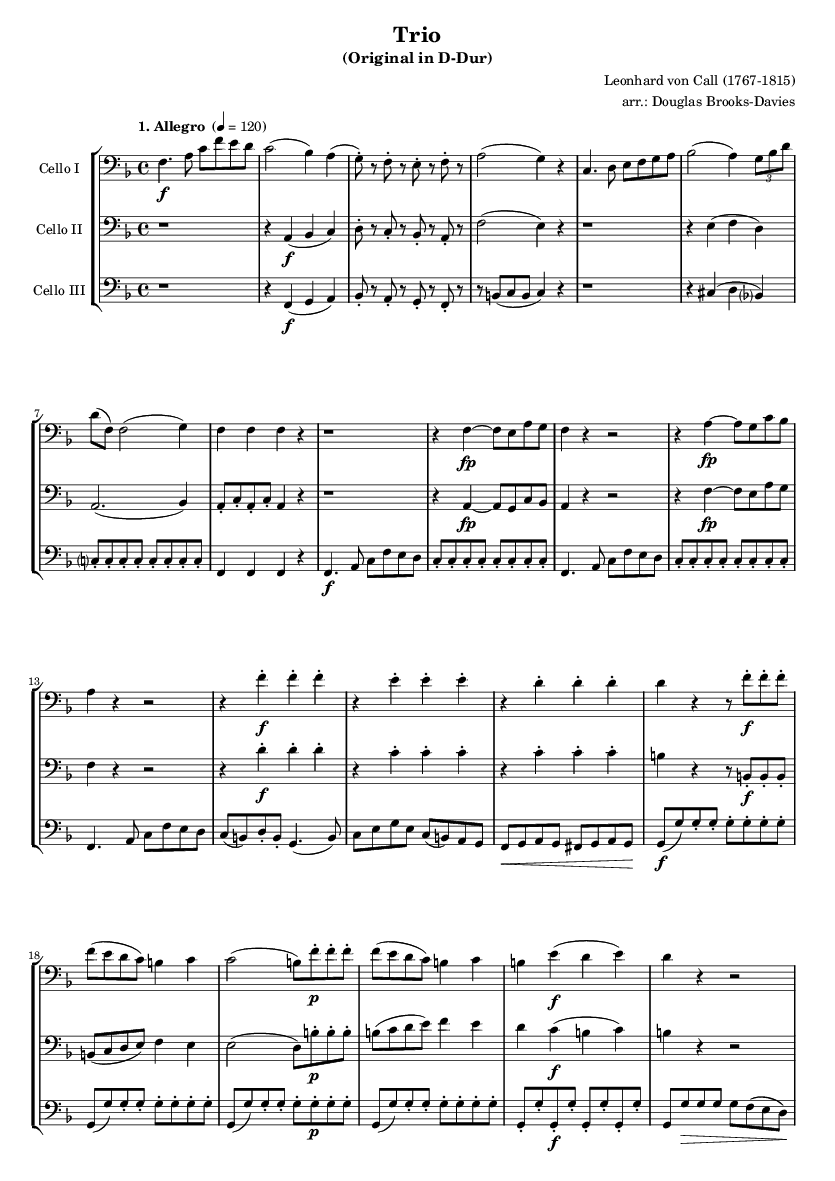 Trio
(Original in D-Dur)
Leonhard von Call (1767-1815)
arr.: Douglas Brooks-Davies
1. Allegro (♩ = 120)
Cello I
f
3
Cello II
f
Cello III
f
7
fp
fp
fp
fp
f
13
f
f
f
f
f
18
p
f
p
f
p
f